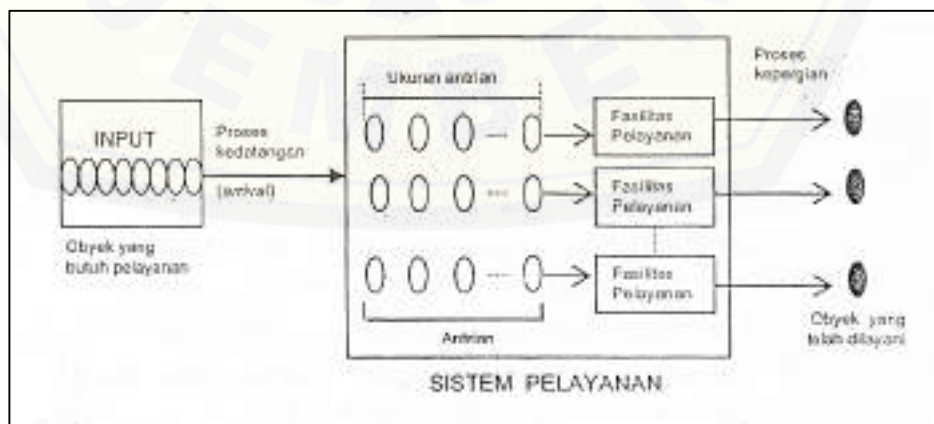 JEMBER
Ukuran antrian
Proses
kepergian
INPUT
Proses
kedatangan
(arrival)
Obyek yang
butuh pelayanan
Fasilitas
Pelayanan
Fasilitas
Pelayanan
Fasilitas
Pelayanan
Antrian
Obyek yang
telah dilayani
SISTEM PELAYANAN